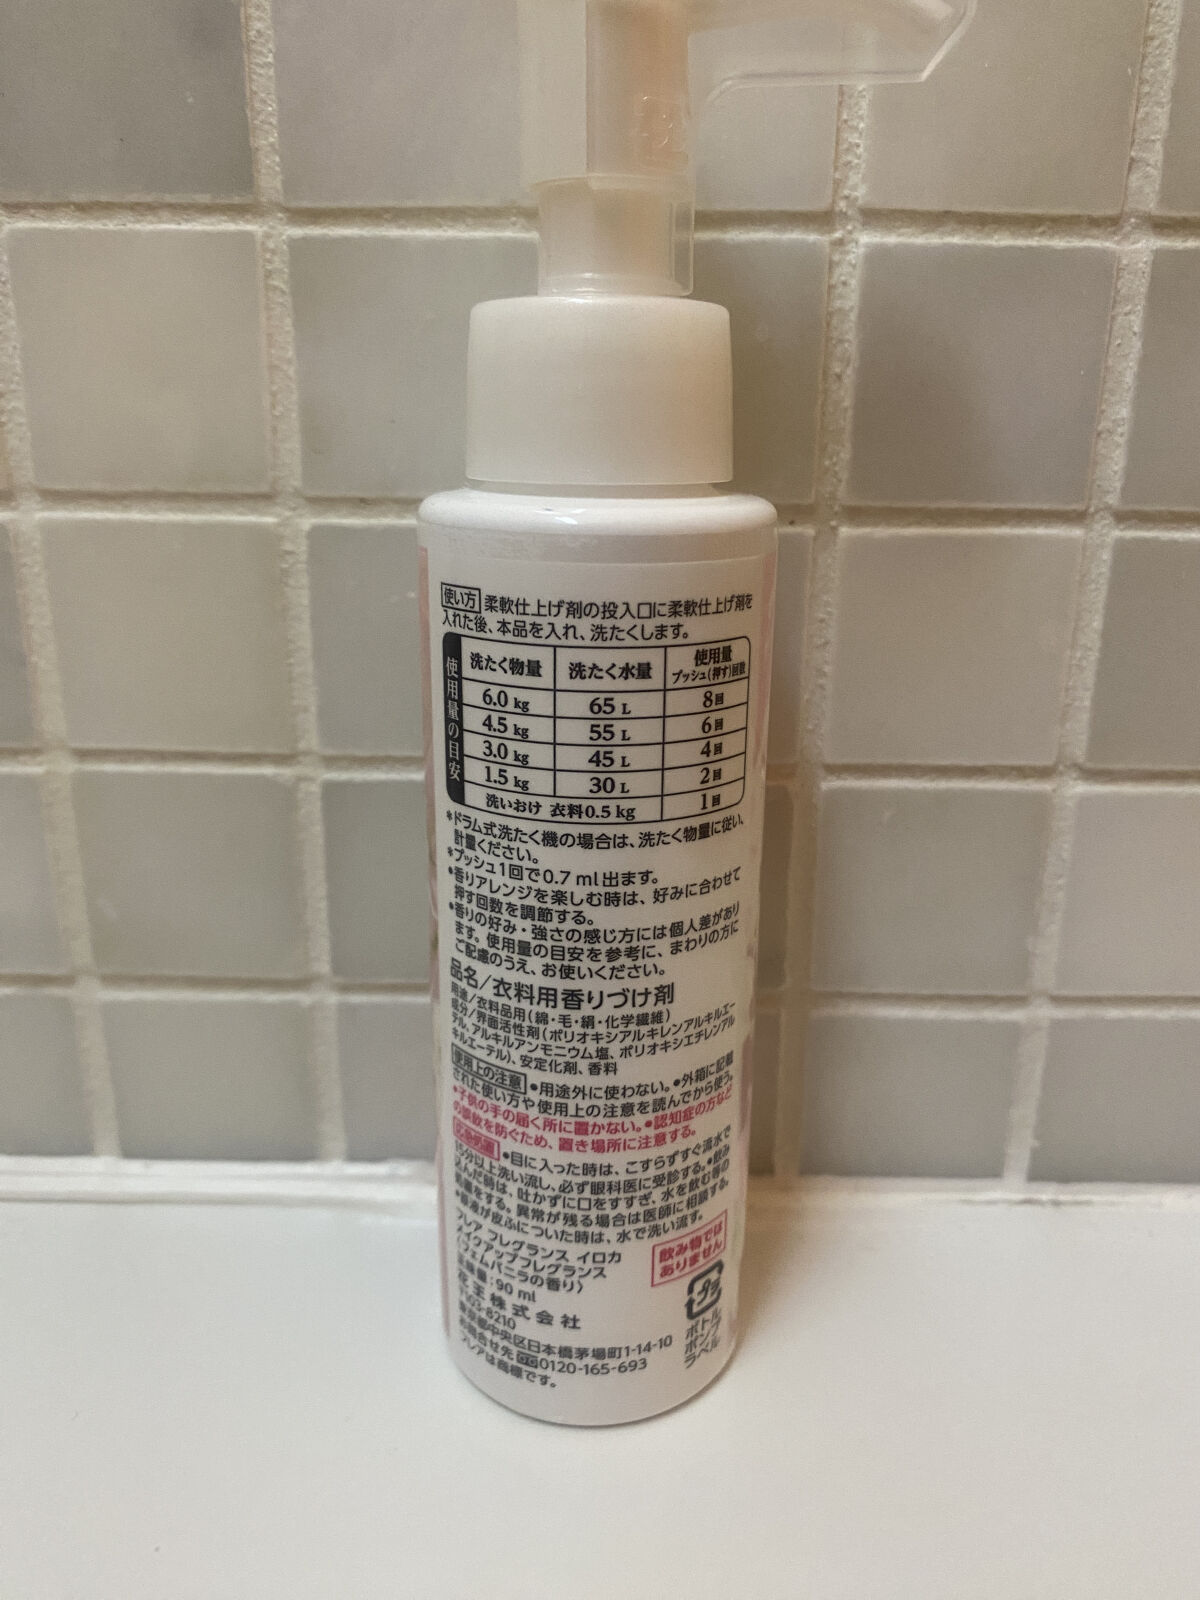 使い方 柔軟仕上げ剤の投入口に柔軟仕上げ剤を
入れた後、本品を入れ、洗たくします。
使用量の目安
洗たく物量 洗たく水量 使用量 プッシュ(押す)回数
6.0 kg 65 L 8回
4.5 kg 55 L 6回
3.0 kg 45 L 4回
1.5 kg 30 L 2回
洗いおけ 衣料0.5 kg 1回
*ドラム式洗たく機の場合は、洗たく物量に従い、
計量ください。
*プッシュ1回で0.7 ml出ます。
●香りアレンジを楽しむ時は、好みに合わせて
押す回数を調節する。
●香りの好み・強さの感じ方には個人差があり
ます。使用量の目安を参考に、まわりの方に
ご配慮のうえ、お使いください。
品名/衣料用香りづけ剤
用途/衣料品用(綿・毛・絹・化学繊維)
成分/界面活性剤(ポリオキシアルキレンアルキルエー
テル、アルキルアンモニウム塩、ポリオキシエチレンアル
キルエーテル)、安定化剤、香料
使用上の注意 ●用途外に使わない。●外箱に記載
された使い方や使用上の注意を読んでから使う。
●子供の手の届く所に置かない。●認知症の方など
の誤飲を防ぐため、置き場所に注意する。
応急処置 ●目に入った時は、こすらずすぐ流水で
15分以上洗い流し、必ず眼科医に受診する。●飲み
込んだ時は、吐かずに口をすすぎ、水を飲む等の
処置をする。異常が残る場合は医師に相談する。
●原液が皮ふについた時は、水で洗い流す。
フレア フレグランス イロカ
メイクアップフレグランス
〈フェムバニラの香り〉
正味量:90 ml
花王株式会社
〒103-8210
東京都中央区日本橋茅場町1-14-10
お問合せ先 0120-165-693
フレアは商標です。
飲み物では
ありません
プラ
ボトル
ポンプ
ラベル